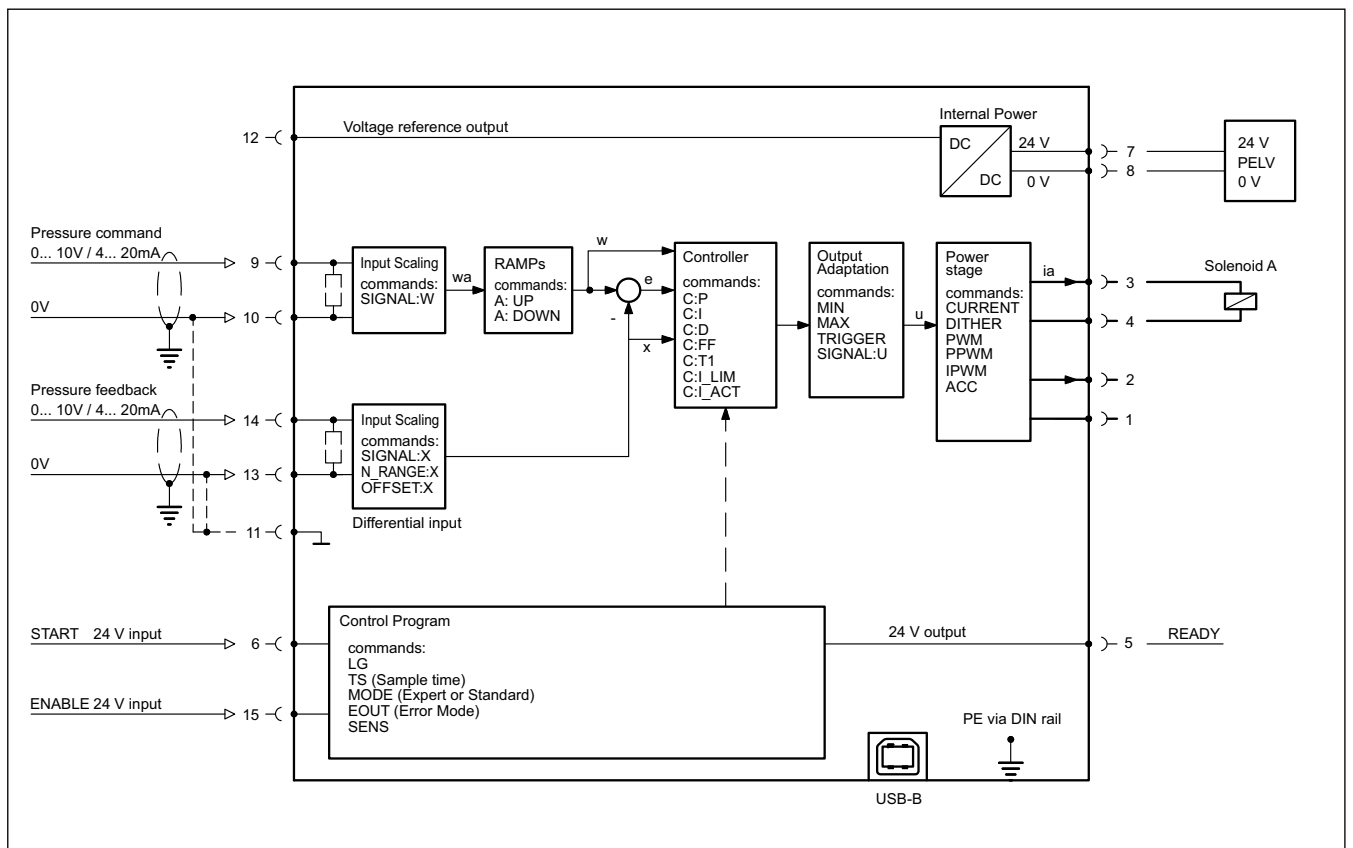 Internal Power
12
Voltage reference output
DC
DC
24 V
0 V
7
8
24 V
PELV
0 V
Pressure command
0... 10V / 4... 20mA
9
0V
10
Input Scaling
commands:
SIGNAL:W
wa
RAMPs
commands:
A: UP
A: DOWN
w
e
-
x
Controller
commands:
C:P
C:I
C:D
C:FF
C:T1
C:I_LIM
C:I_ACT
Output
Adaptation
commands:
MIN
MAX
TRIGGER
SIGNAL:U
u
Power
stage
commands:
CURRENT
DITHER
PWM
PPWM
IPWM
ACC
ia
3
Solenoid A
4
2
1
Pressure feedback
0... 10V / 4... 20mA
14
0V
13
11
Input Scaling
commands:
SIGNAL:X
N_RANGE:X
OFFSET:X
Differential input
START 24 V input
6
ENABLE 24 V input
15
Control Program
commands:
LG
TS (Sample time)
MODE (Expert or Standard)
EOUT (Error Mode)
SENS
24 V output
5
READY
PE via DIN rail
USB-B